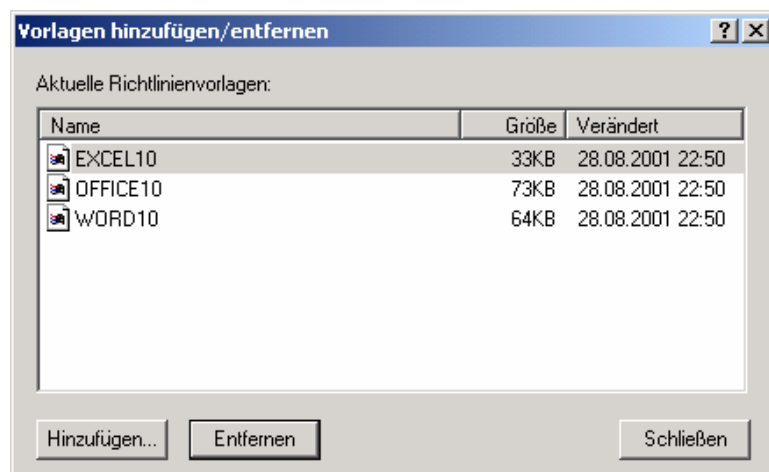 Vorlagen hinzufügen/entfernen
Aktuelle Richtlinienvorlagen:
Name Größe Verändert
EXCEL10 33KB 28.08.2001 22:50
OFFICE10 73KB 28.08.2001 22:50
WORD10 64KB 28.08.2001 22:50
Hinzufügen... Entfernen Schließen